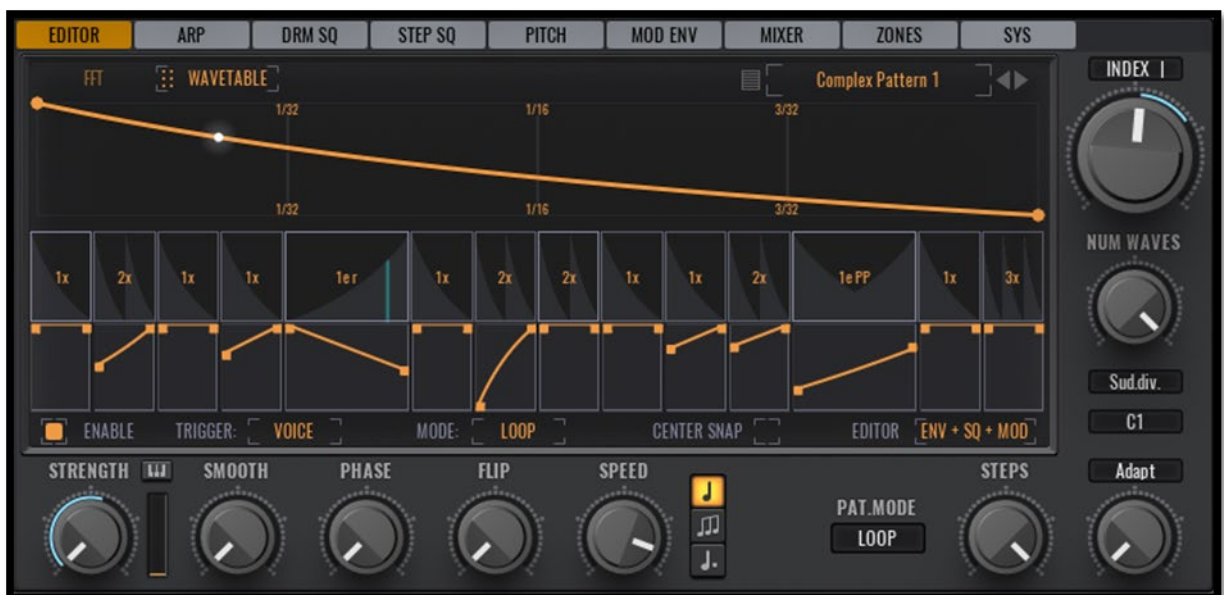 EDITOR ARP DRM SQ STEP SQ PITCH MOD ENV MIXER ZONES SYS
FFT WAVETABLE Complex Pattern 1
INDEX |
1/32 1/16 3/32
1/32 1/16 3/32
NUM WAVES
1x 2x 1x 1x 1e r 1x 2x 2x 1x 1x 2x 1e PP 1x 3x
Sud.div.
C1
ENABLE TRIGGER: VOICE MODE: LOOP CENTER SNAP EDITOR ENV + SQ + MOD
STRENGTH SMOOTH PHASE FLIP SPEED STEPS Adapt
PAT.MODE
LOOP